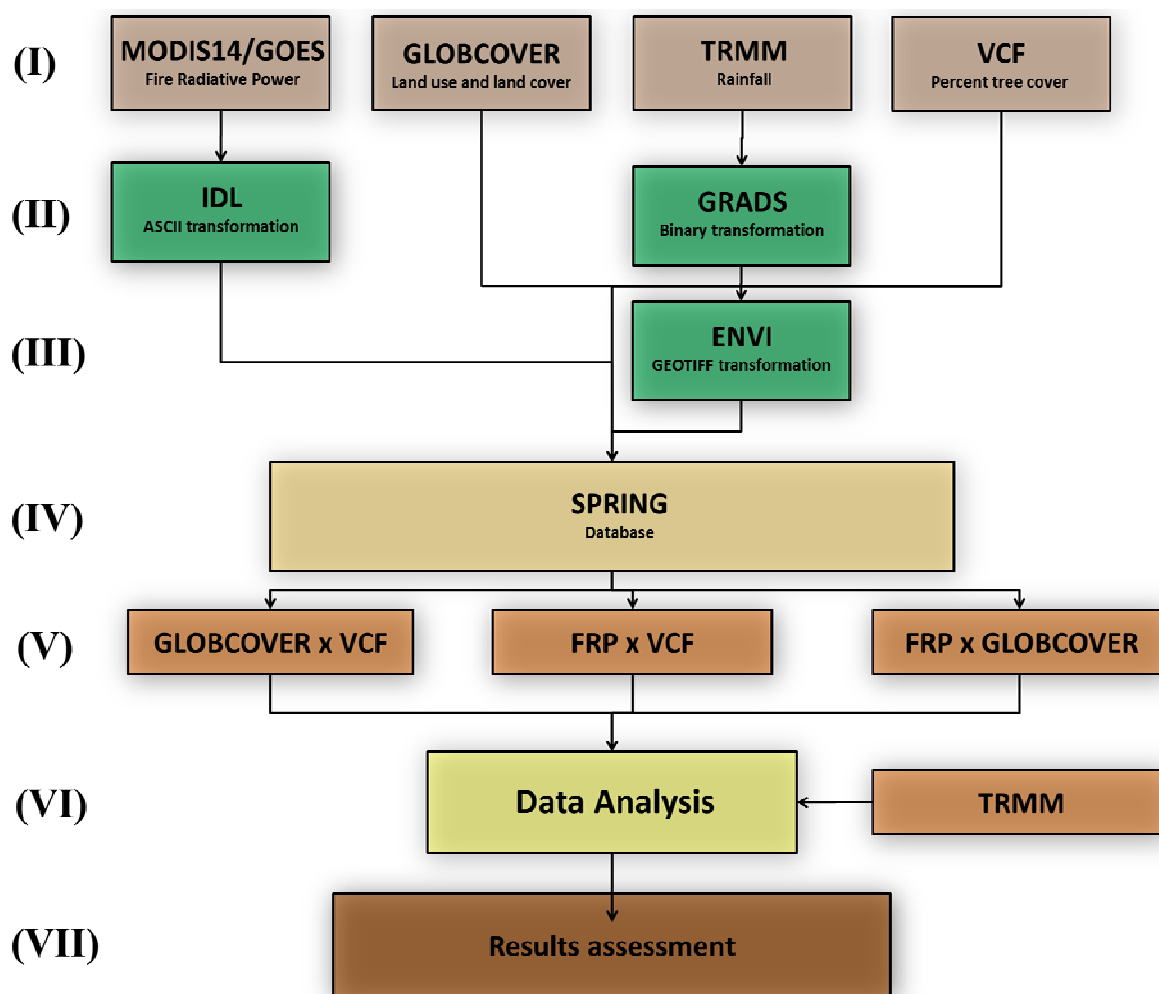 (I)
MODIS14/GOES
Fire Radiative Power
GLOBCOVER
Land use and land cover
TRMM
Rainfall
VCF
Percent tree cover
(II)
IDL
ASCII transformation
GRADS
Binary transformation
(III)
ENVI
GEOTIFF transformation
(IV)
SPRING
Database
(V)
GLOBCOVER x VCF
FRP x VCF
FRP x GLOBCOVER
(VI)
Data Analysis
TRMM
(VII)
Results assessment